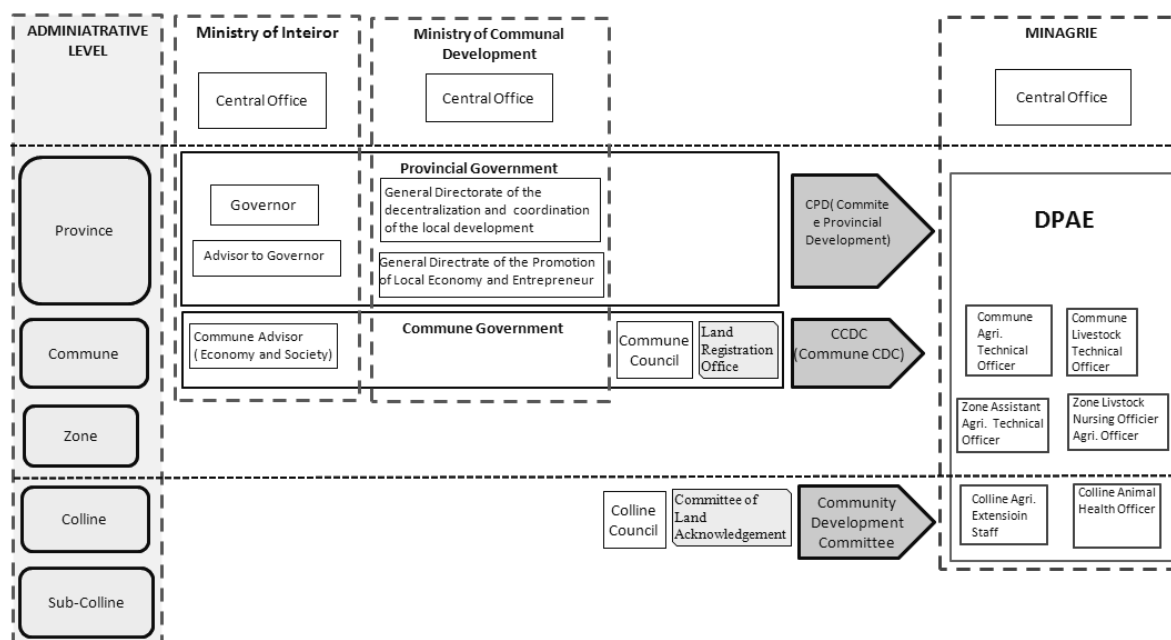 ADMINIATRATIVE
LEVEL
Ministry of Inteiror
Ministry of Communal
Development
MINAGRIE
Central Office
Central Office
Central Office
Province
Provincial Government
Governor
Advisor to Governor
General Directorate of the
decentralization and coordination
of the local development
General Directrate of the Promotion
of Local Economy and Entrepreneur
CPD( Commite
e Provincial
Development)
DPAE
Commune
Commune Advisor
( Economy and Society)
Commune Government
Commune
Council
Land
Registration
Office
CCDC
(Commune CDC)
Commune
Agri.
Technical
Officer
Commune
Livestock
Technical
Officer
Zone
Zone Assistant
Agri. Technical
Officer
Zone Livstock
Nursing Officier
Agri. Officer
Colline
Colline
Council
Committee of
Land
Acknowledgement
Community
Development
Committee
Colline Agri.
Extensioin
Staff
Colline Animal
Health Officer
Sub-Colline